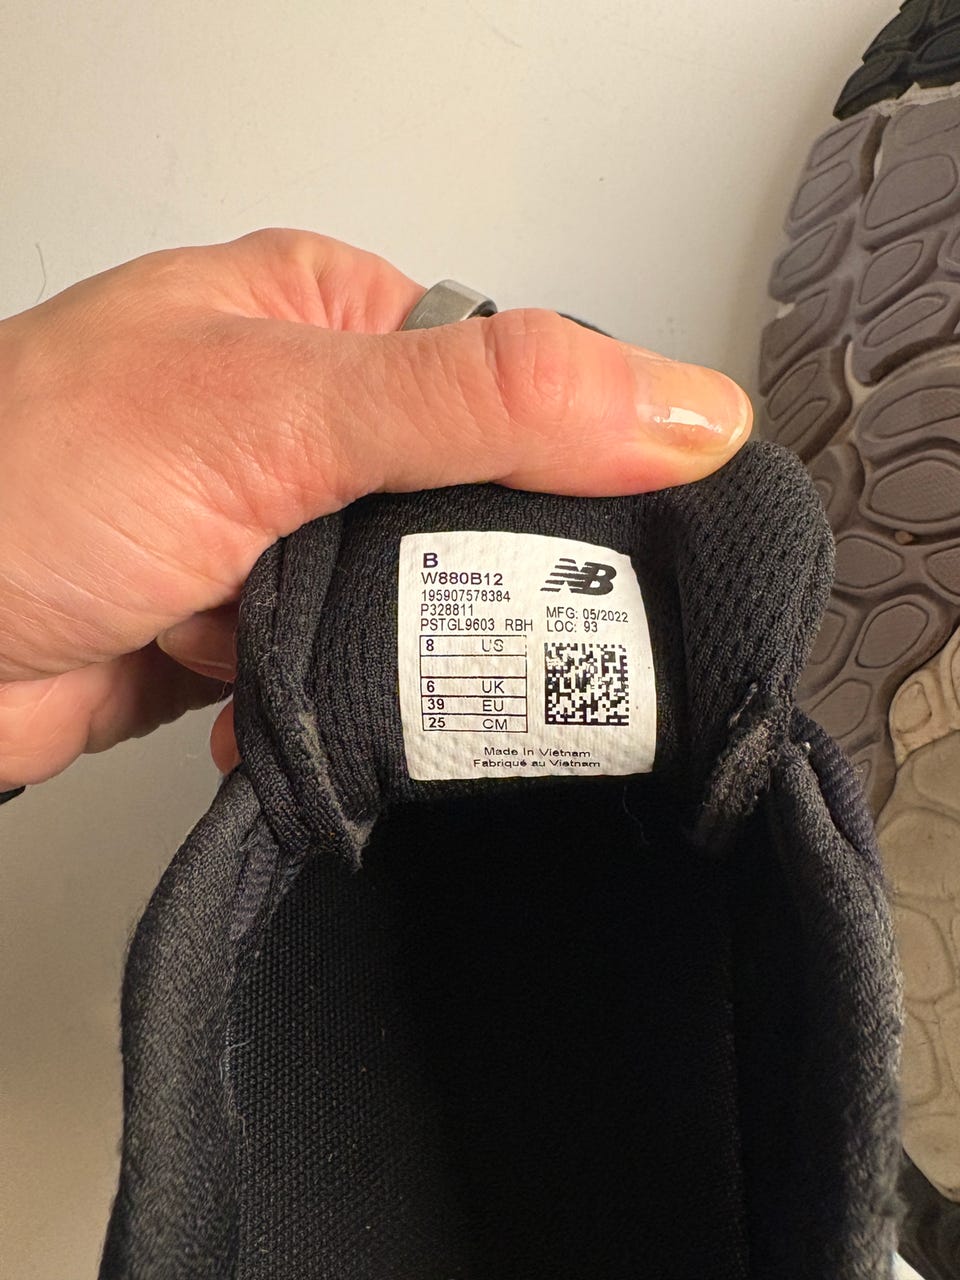 B
W880B12
195907578384
P328811
PSTGL9603 RBH
NB
MFG: 05/2022
LOC: 93
8 US
6 UK
39 EU
25 CM
Made In Vietnam
Fabriqué au Vietnam